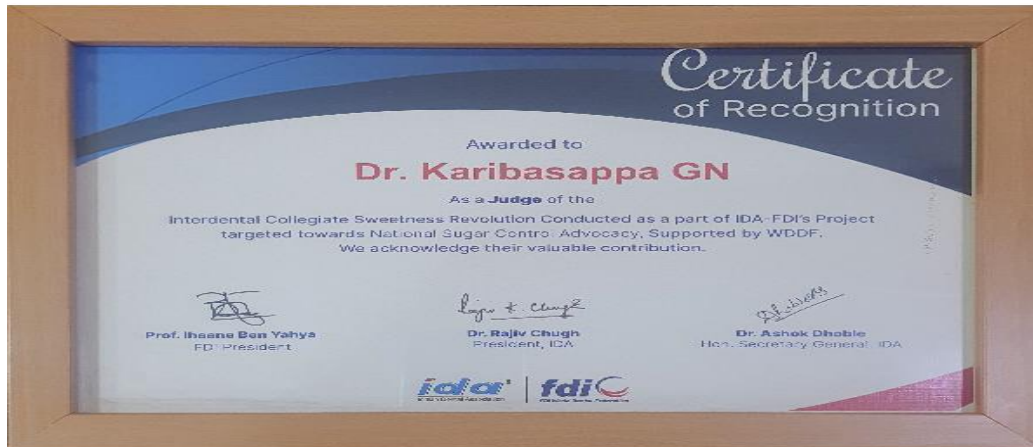 Certificate
of Recognition
Awarded to
Dr. Karibasappa GN
As a Judge of the
Interdental Collegiate Sweetness Revolution Conducted as a part of IDA-FDI's Project
targeted towards National Sugar Control Advocacy, Supported by WDDF.
We acknowledge their valuable contribution.
Rajiv K. Chugh
Prof. Ihsane Ben Yahya
FDI President
Dr. Rajiv Chugh
President, IDA
Dr. Ashok Dhoble
Hon. Secretary General, IDA
ida
fdi